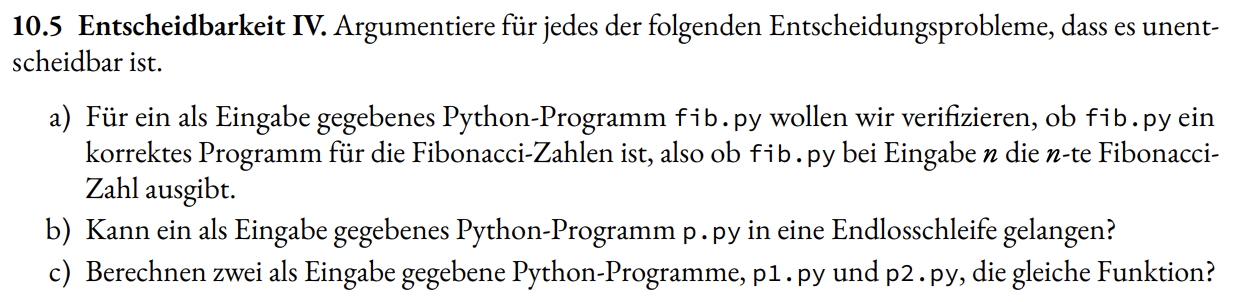 10.5 Entscheidbarkeit IV. Argumentiere für jedes der folgenden Entscheidungsprobleme, dass es unent-
scheidbar ist.
a) Für ein als Eingabe gegebenes Python-Programm fib.py wollen wir verifizieren, ob fib.py ein
korrektes Programm für die Fibonacci-Zahlen ist, also ob fib.py bei Eingabe n die n-te Fibonacci-
Zahl ausgibt.
b) Kann ein als Eingabe gegebenes Python-Programm p.py in eine Endlosschleife gelangen?
c) Berechnen zwei als Eingabe gegebene Python-Programme, p1.py und p2.py, die gleiche Funktion?